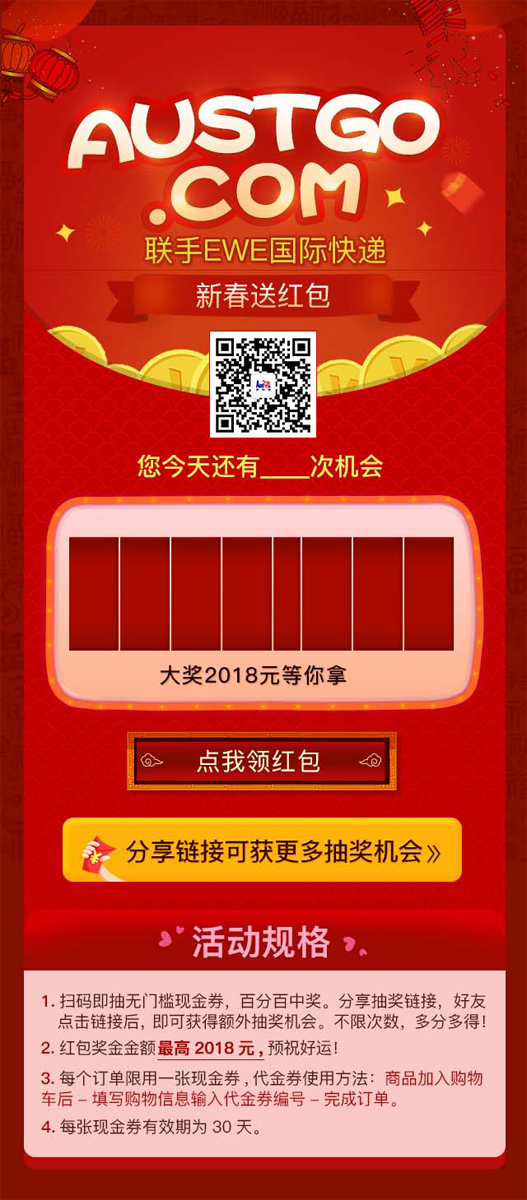 AUSTGO
.COM
联手EWE国际快递
新春送红包
您今天还有____次机会
大奖2018元等你拿
点我领红包
分享链接可获更多抽奖机会》
活动规格
1. 扫码即抽无门槛现金券，百分百中奖。分享抽奖链接，好友
点击链接后，即可获得额外抽奖机会。不限次数，多分多得！
2. 红包奖金金额最高 2018 元，预祝好运！
3. 每个订单限用一张现金券，代金券使用方法：商品加入购物
车后 – 填写购物信息输入代金券编号 – 完成订单。
4. 每张现金券有效期为 30 天。